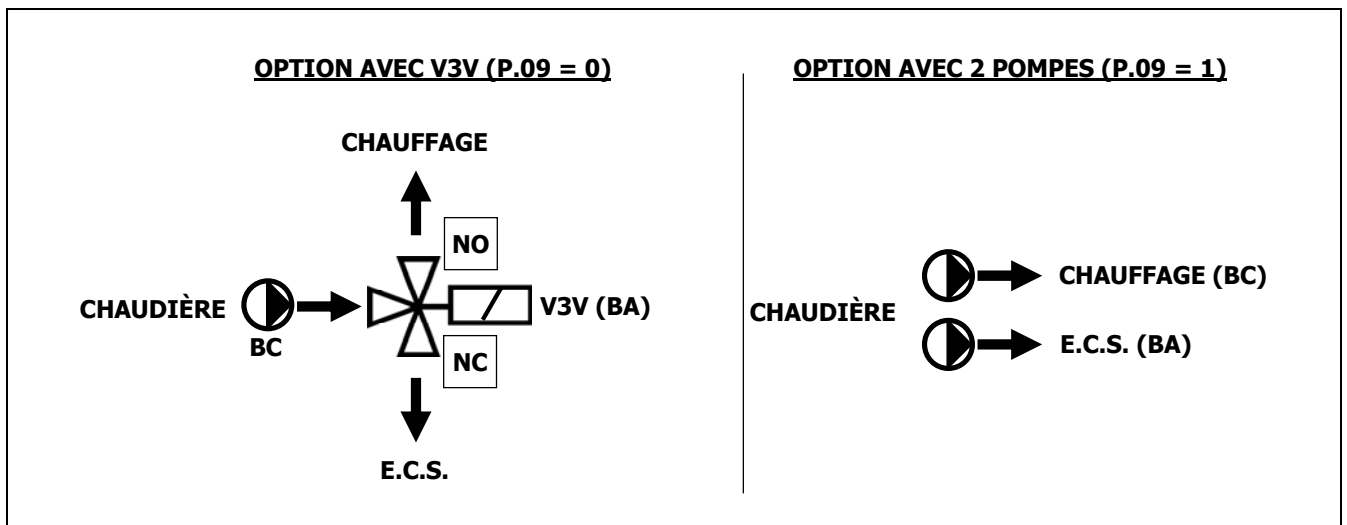 OPTION AVEC V3V (P.09 = 0)
CHAUFFAGE
NO
CHAUDIÈRE
V3V (BA)
BC
NC
E.C.S.
OPTION AVEC 2 POMPES (P.09 = 1)
CHAUFFAGE (BC)
CHAUDIÈRE
E.C.S. (BA)